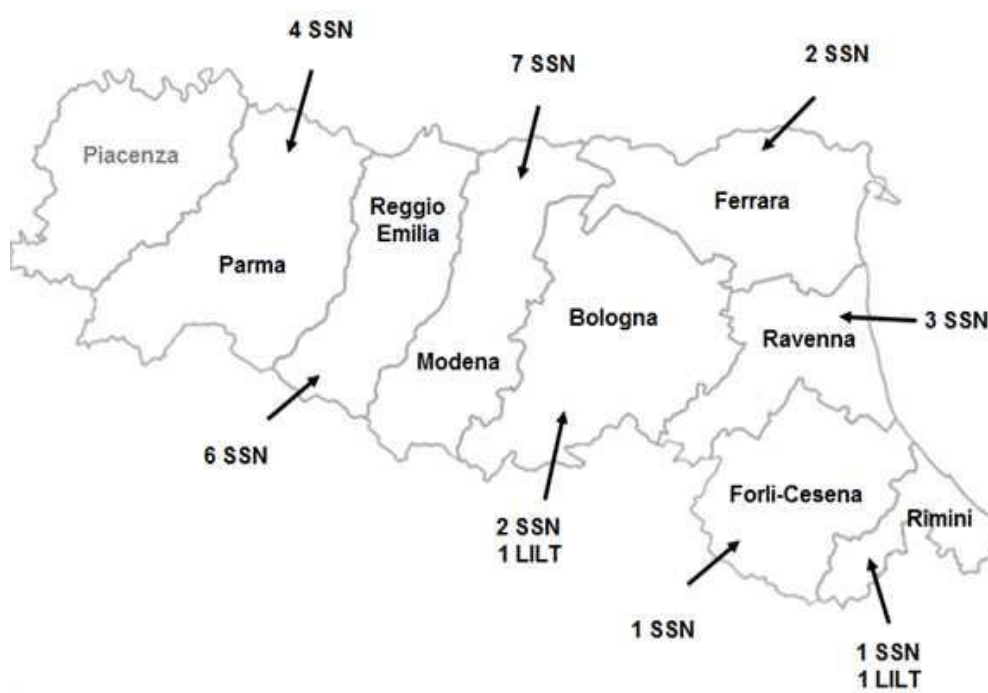 4 SSN
7 SSN
2 SSN
Piacenza
Reggio
Emilia
Ferrara
Parma
Bologna
3 SSN
Ravenna
Modena
6 SSN
Forli-Cesena
Rimini
2 SSN
1 LILT
1 SSN
1 SSN
1 LILT